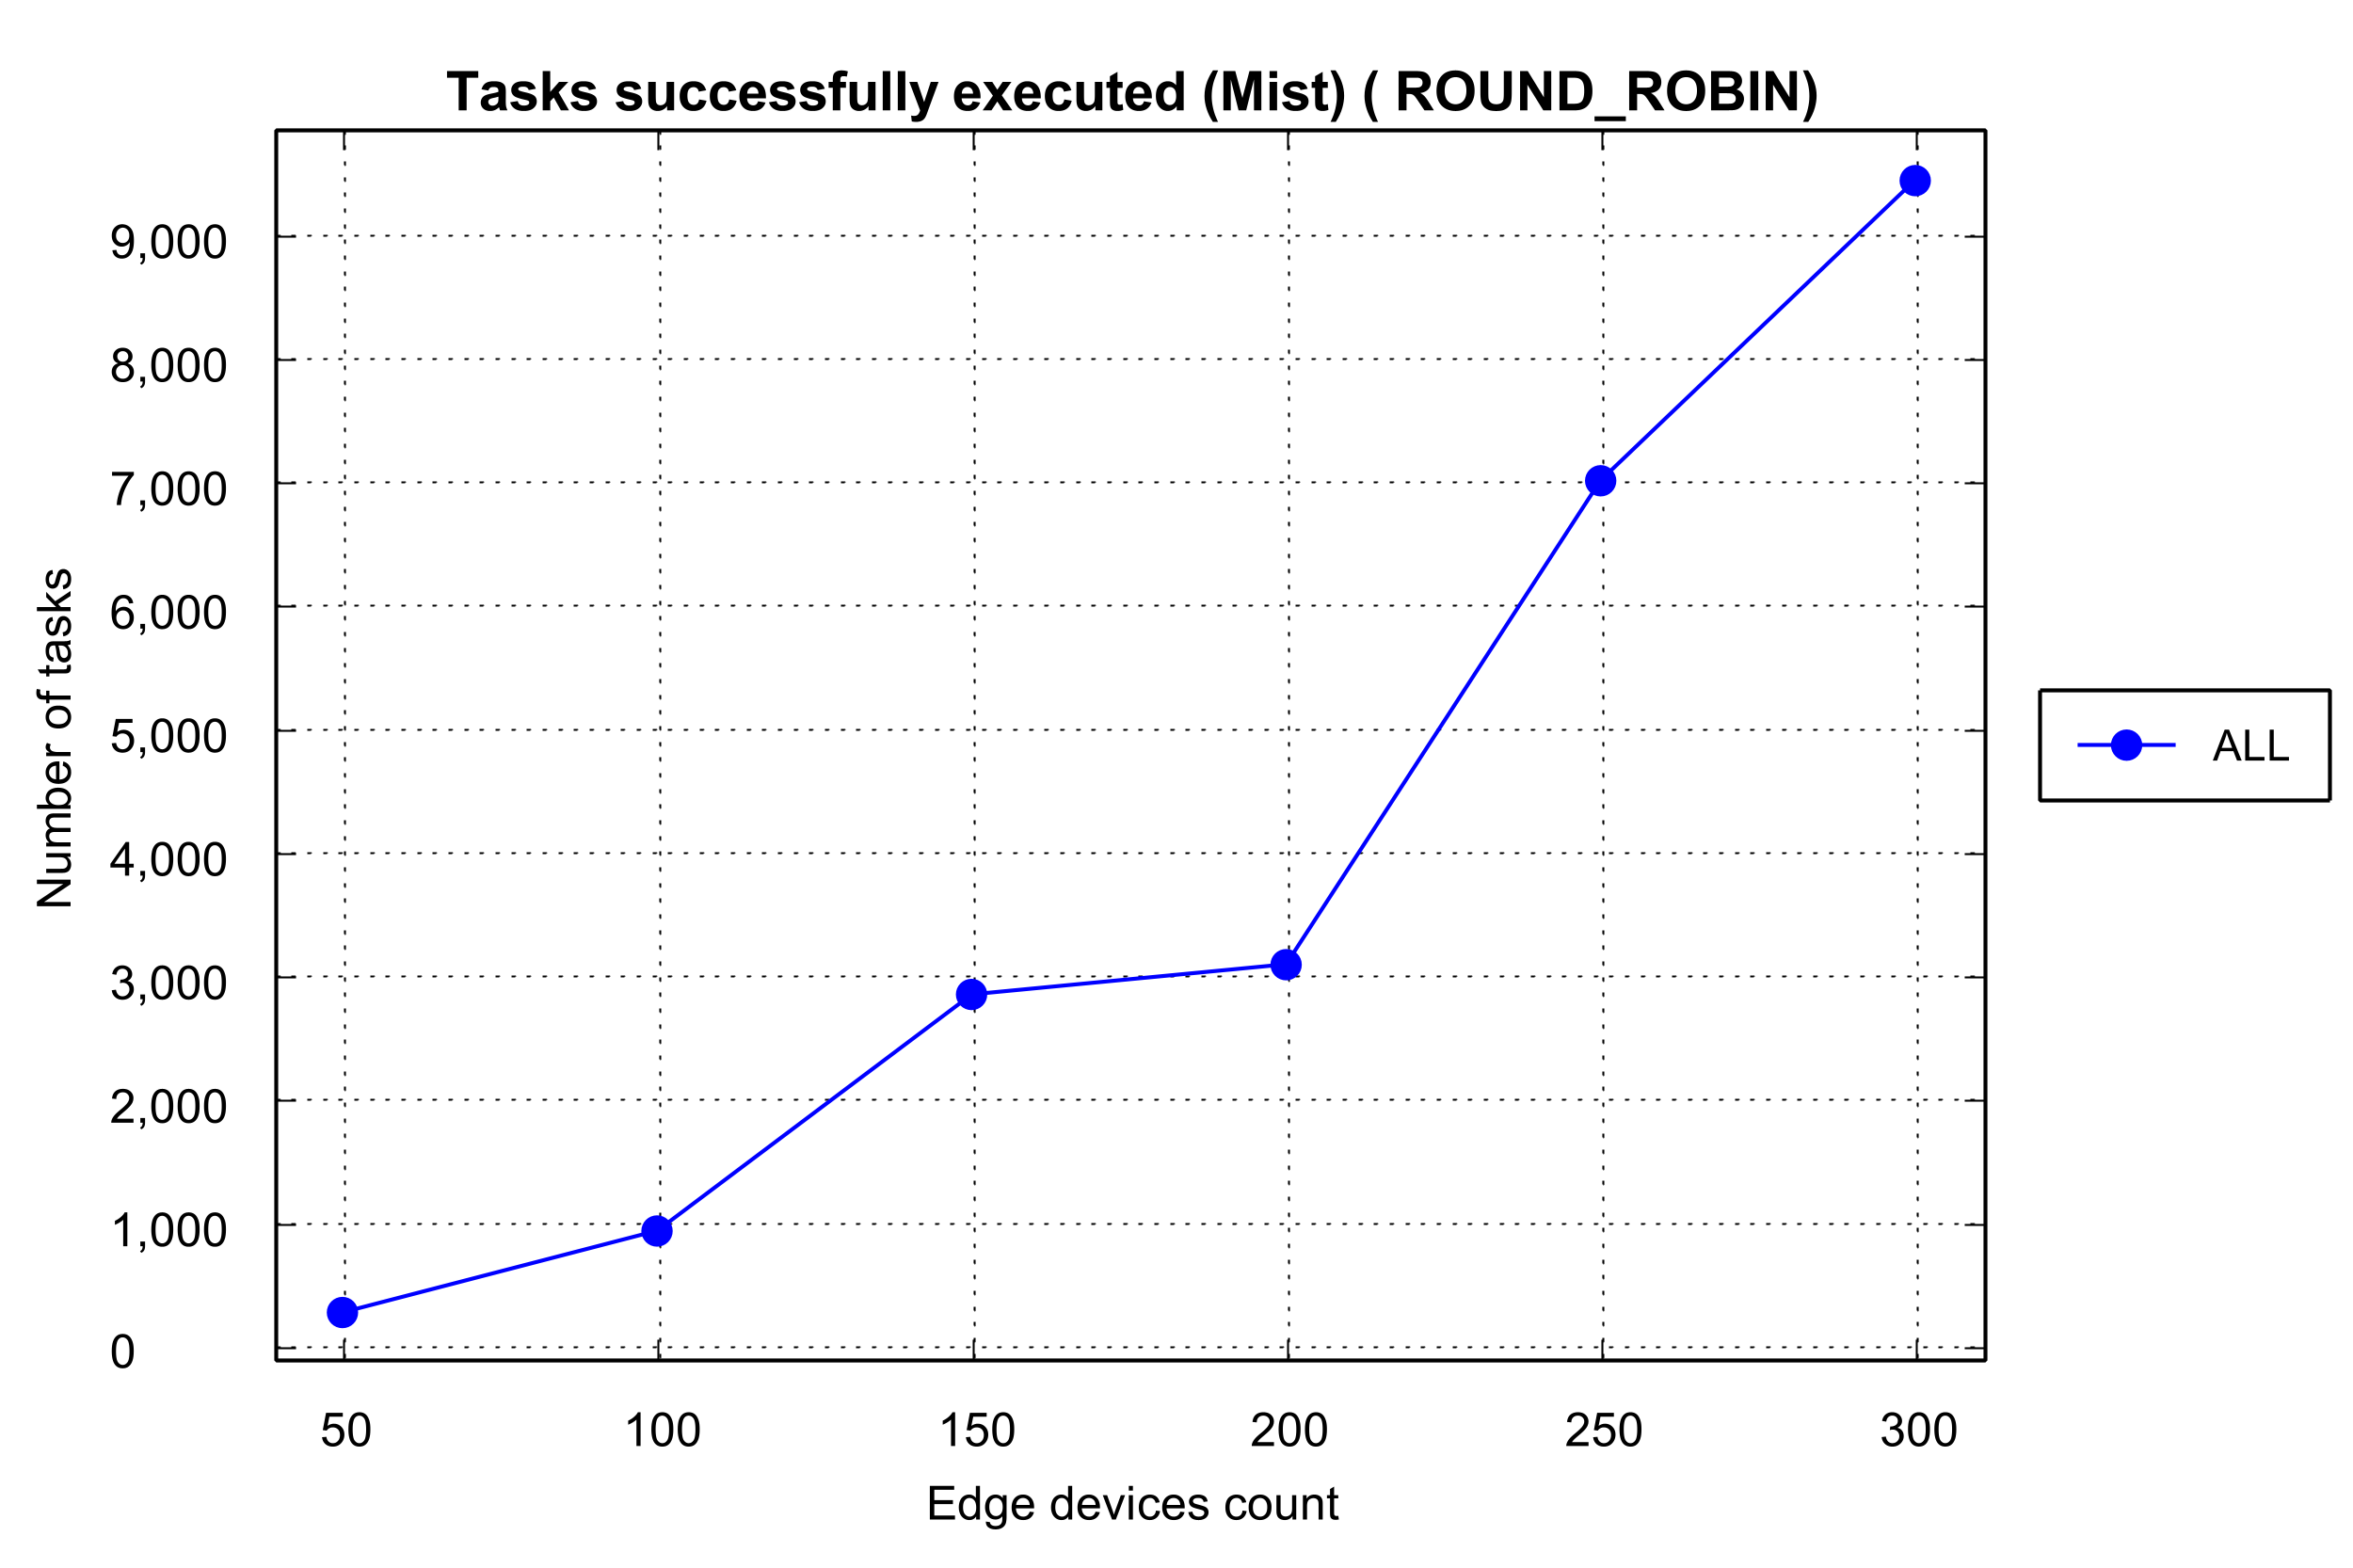 Tasks successfully executed (Mist) ( ROUND_ROBIN)
9,000
8,000
7,000
6,000
5,000
4,000
3,000
2,000
1,000
0
Number of tasks
ALL
50 100 150 200 250 300
Edge devices count